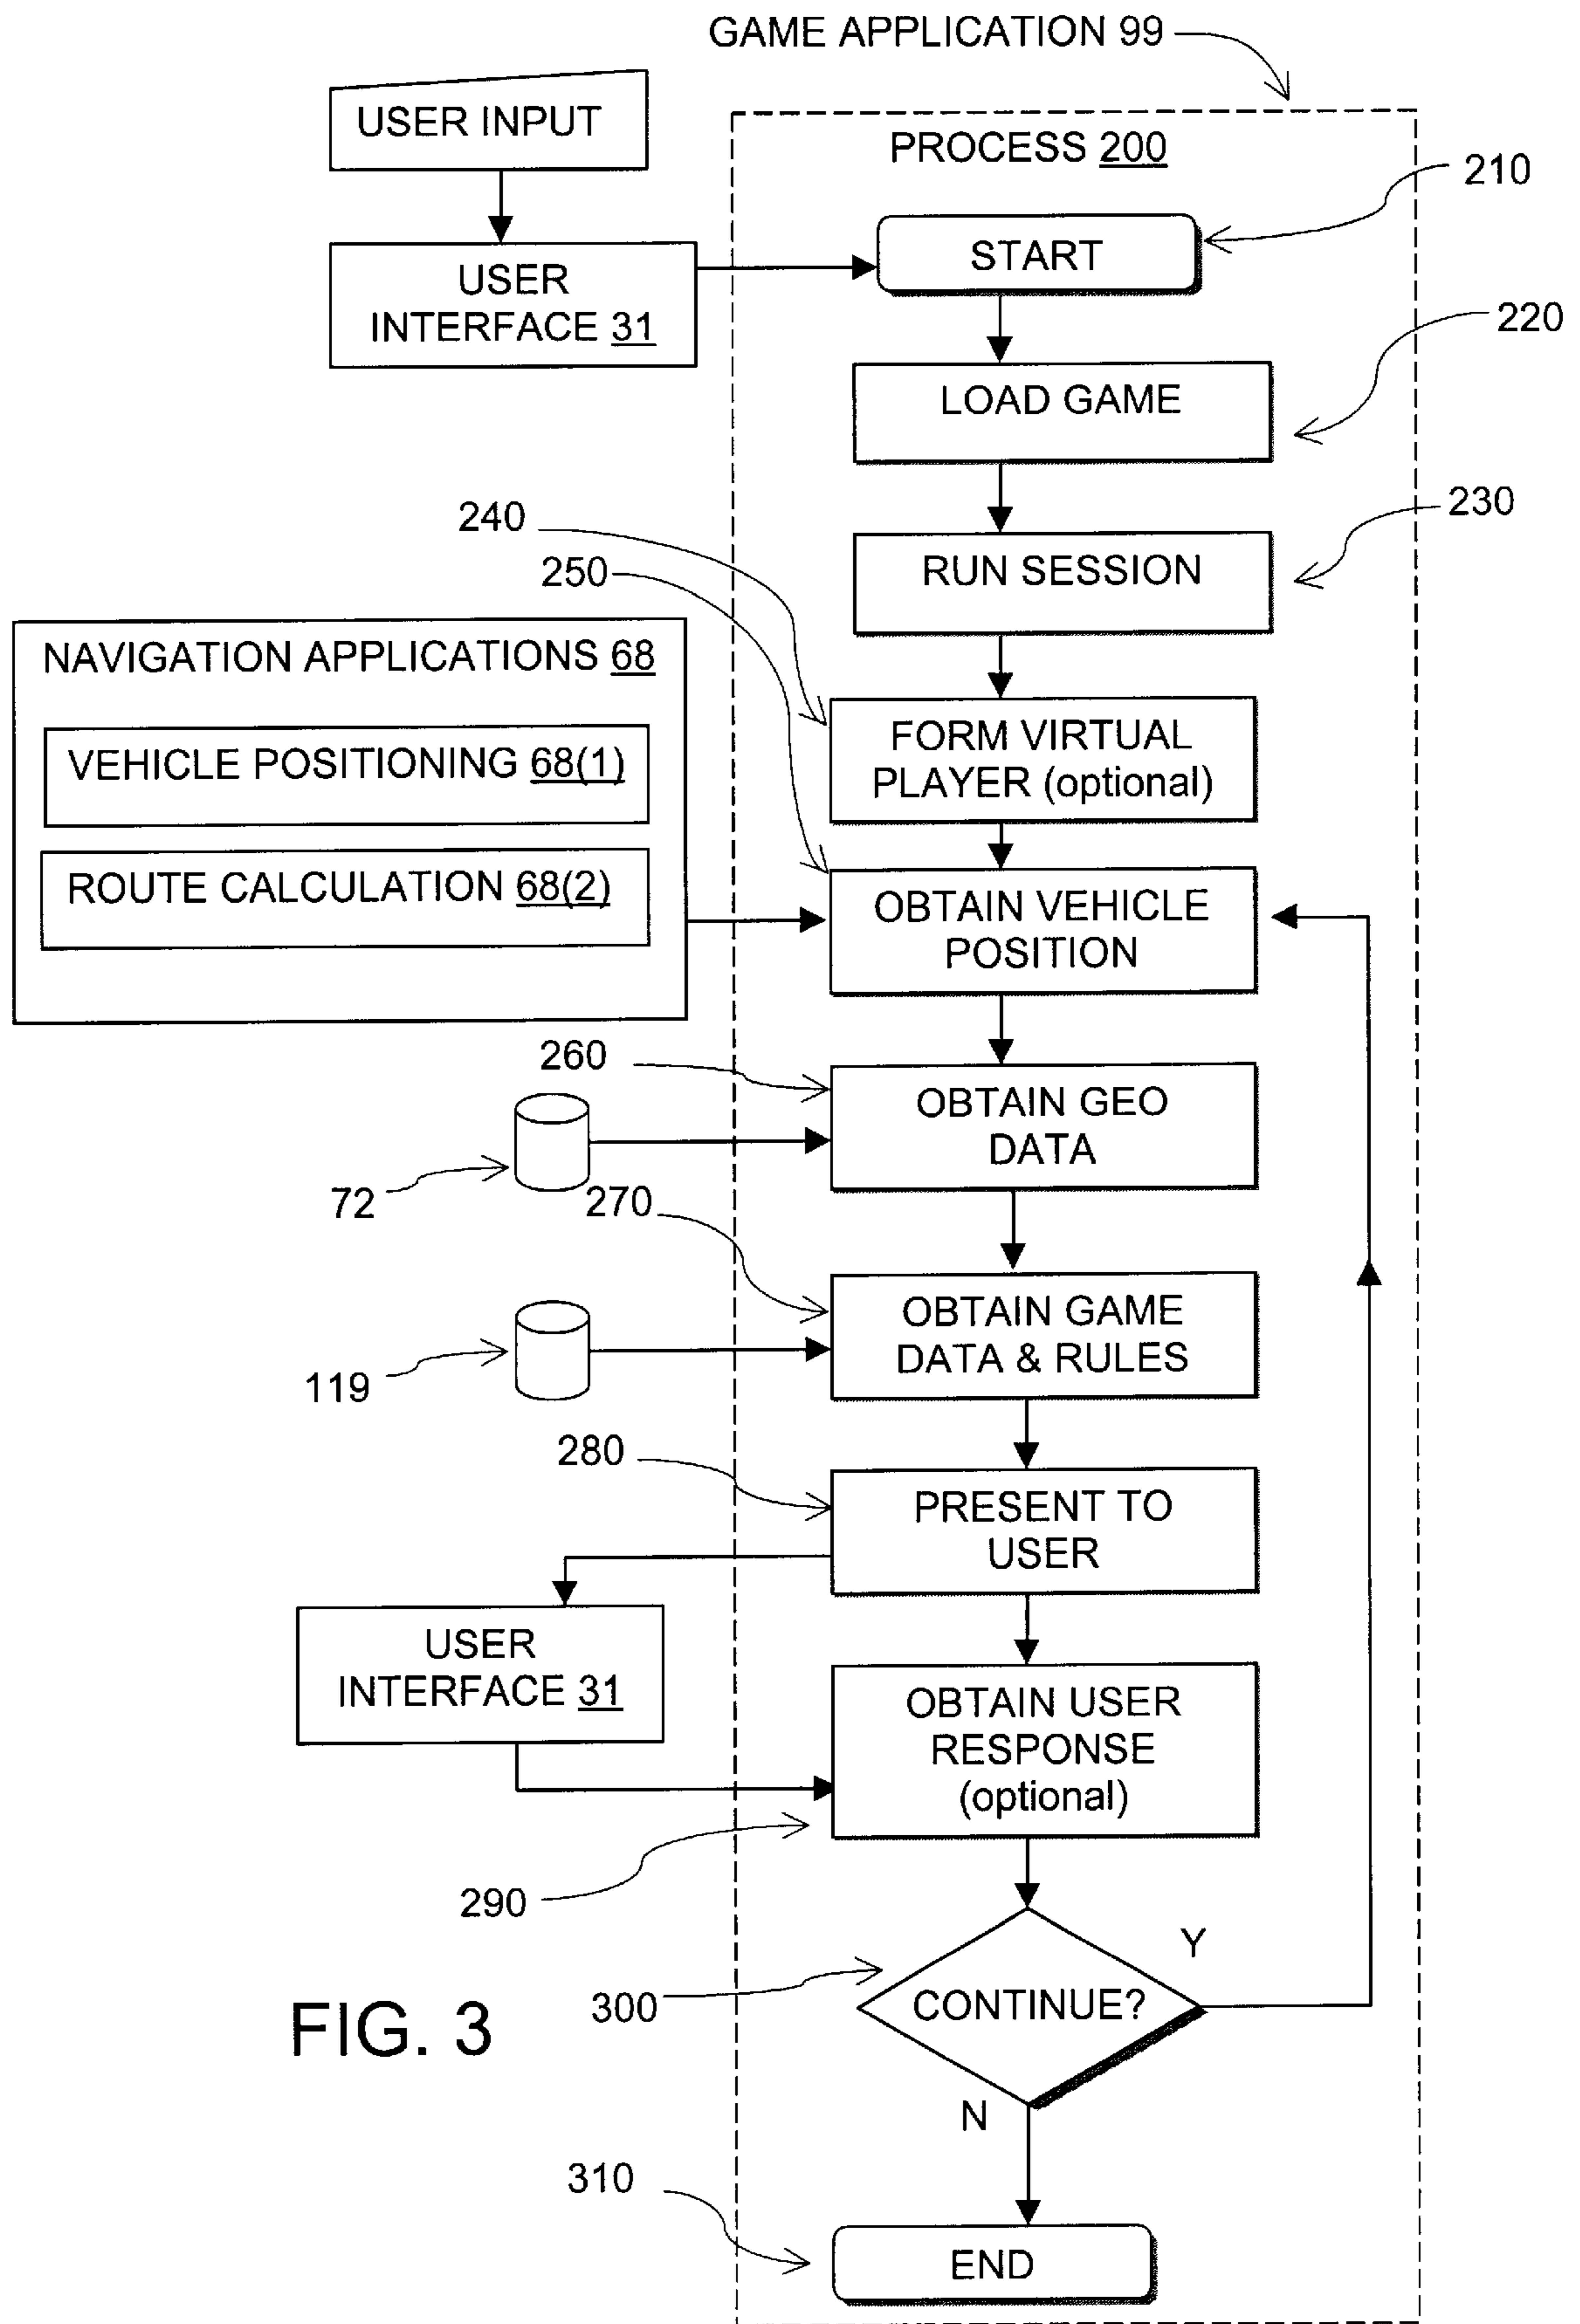 GAME APPLICATION 99
USER INPUT
PROCESS 200
210
START
USER
INTERFACE 31
220
LOAD GAME
230
240
RUN SESSION
250
NAVIGATION APPLICATIONS 68
VEHICLE POSITIONING 68(1)
ROUTE CALCULATION 68(2)
FORM VIRTUAL
PLAYER (optional)
OBTAIN VEHICLE
POSITION
260
OBTAIN GEO
DATA
72
270
OBTAIN GAME
DATA & RULES
119
280
PRESENT TO
USER
USER
INTERFACE 31
OBTAIN USER
RESPONSE
(optional)
290
Y
300
CONTINUE?
FIG. 3
N
310
END